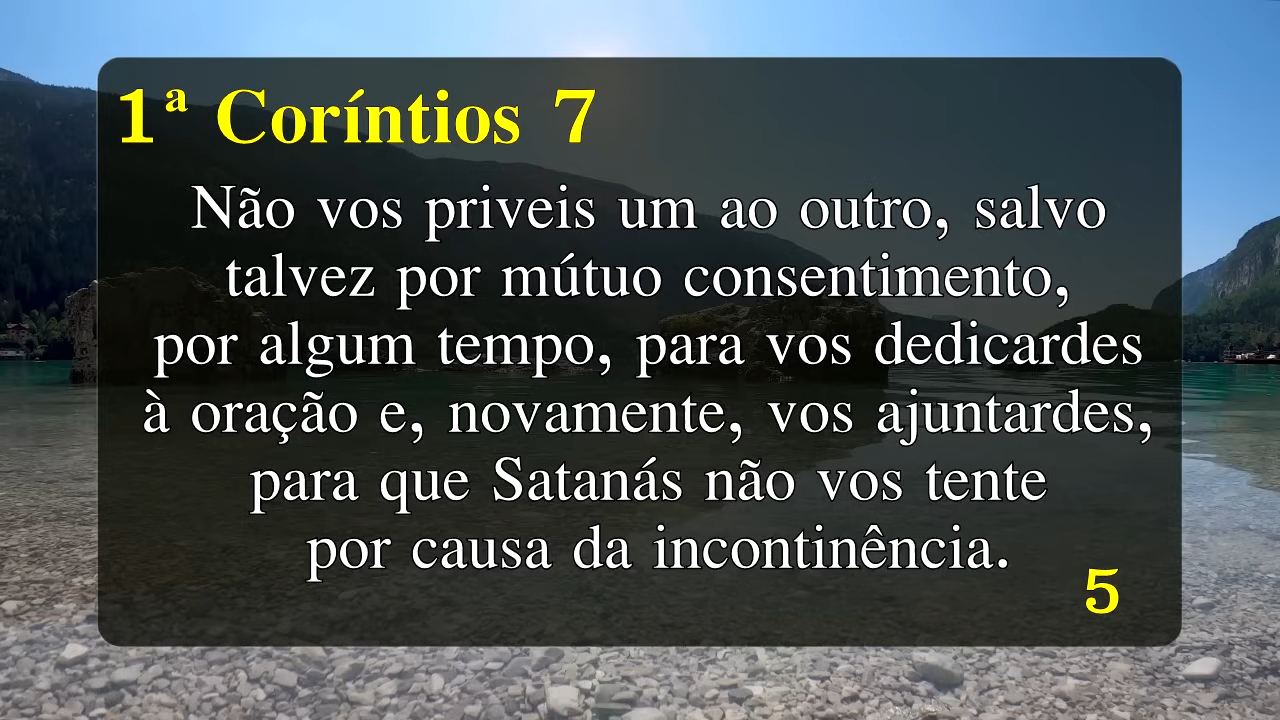 1ª Coríntios 7
Não vos priveis um ao outro, salvo
talvez por mútuo consentimento,
por algum tempo, para vos dedicardes
à oração e, novamente, vos ajuntardes,
para que Satanás não vos tente
por causa da incontinência.
5